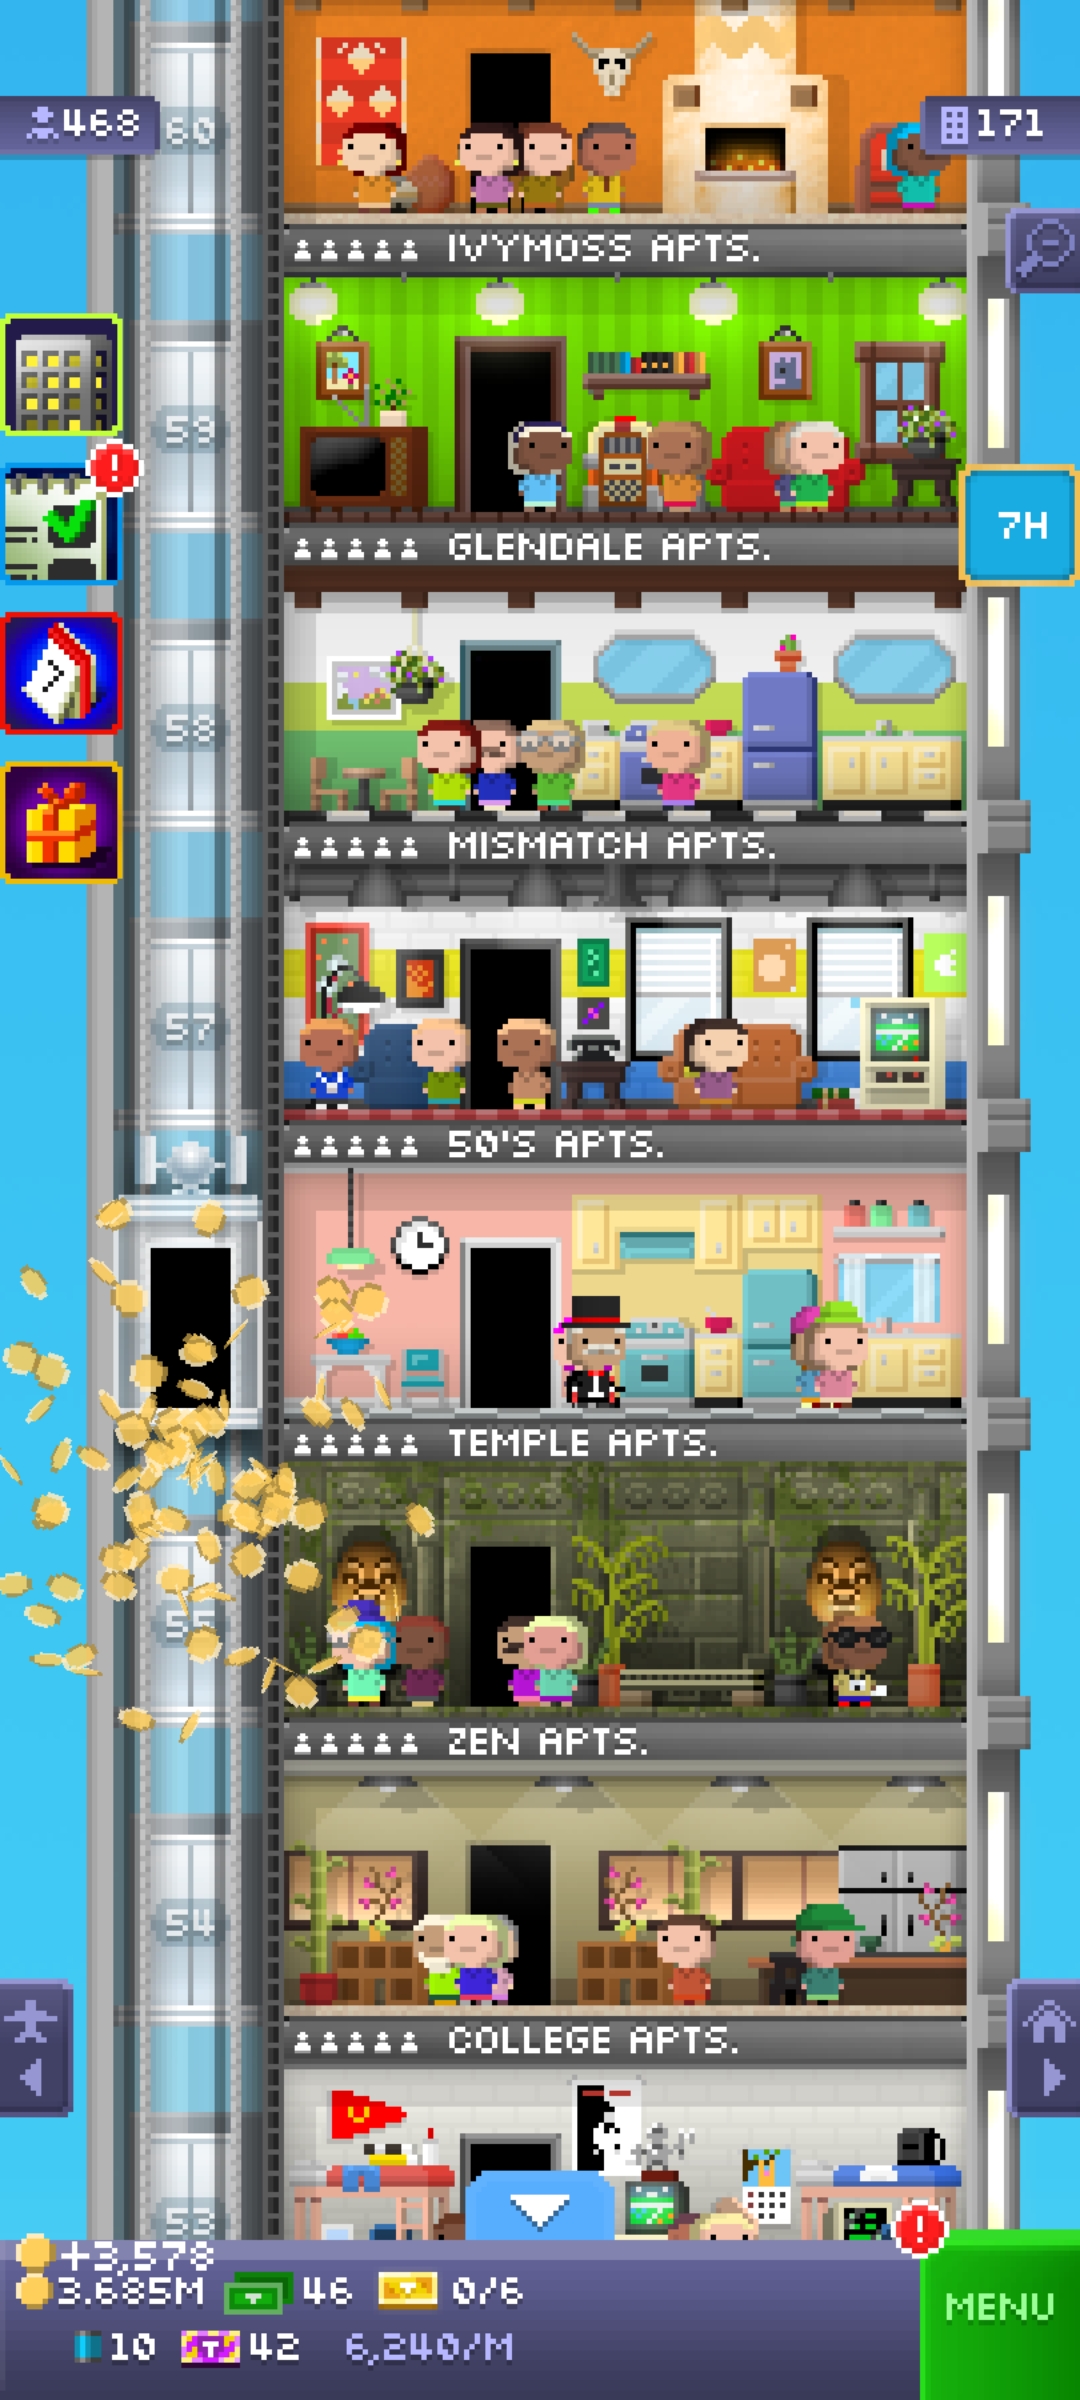 60
468
171
IVYMOSS APTS.
59
7H
GLENDALE APTS.
58
MISMATCH APTS.
57
50'S APTS.
TEMPLE APTS.
55
ZEN APTS.
54
COLLEGE APTS.
53
+3,578
3.685M 46 0/6
MENU
10 T 42 6,240/M